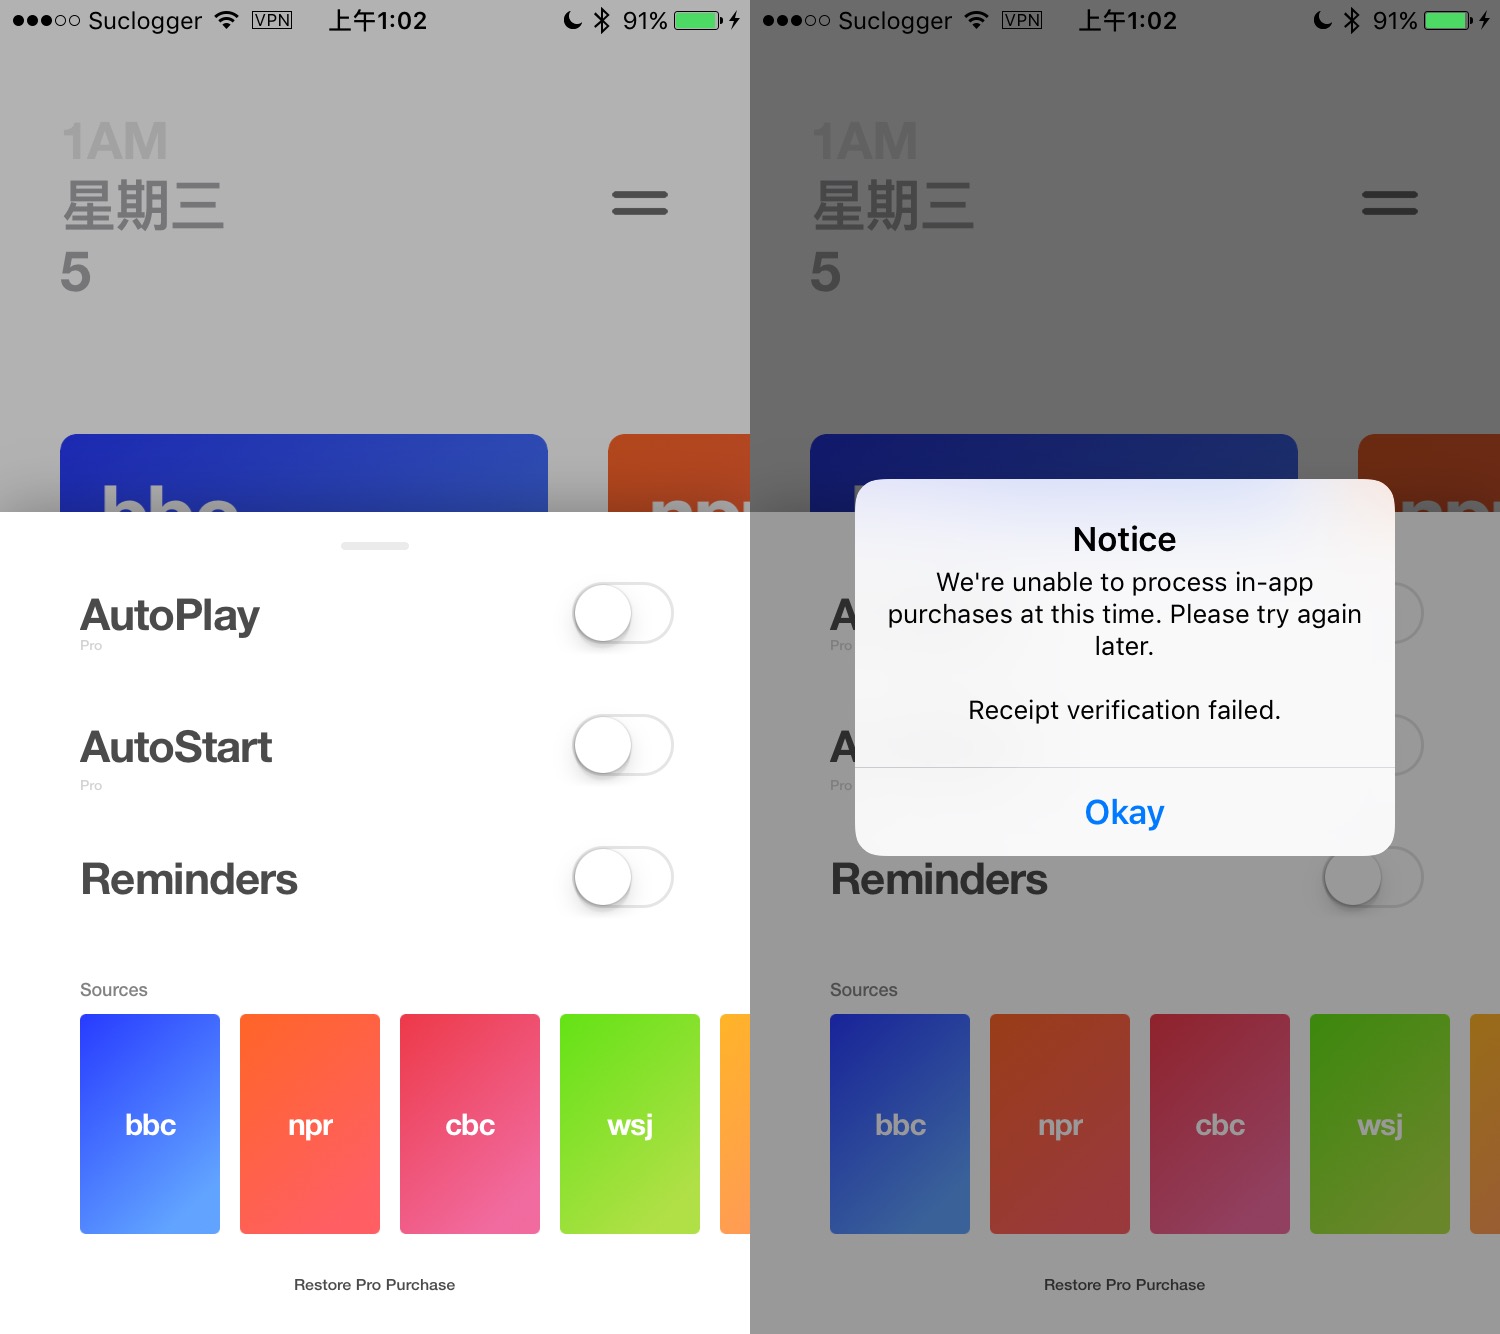 Suclogger VPN 上午1:02 91%
1AM
星期三
5
bbc npr
AutoPlay
Pro
AutoStart
Pro
Reminders
Sources
bbc npr cbc wsj
Restore Pro Purchase
Suclogger VPN 上午1:02 91%
1AM
星期三
5
Notice
We're unable to process in-app
purchases at this time. Please try again
later.
Receipt verification failed.
Okay
A
Pro
A
Pro
Reminders
Sources
bbc npr cbc wsj
Restore Pro Purchase